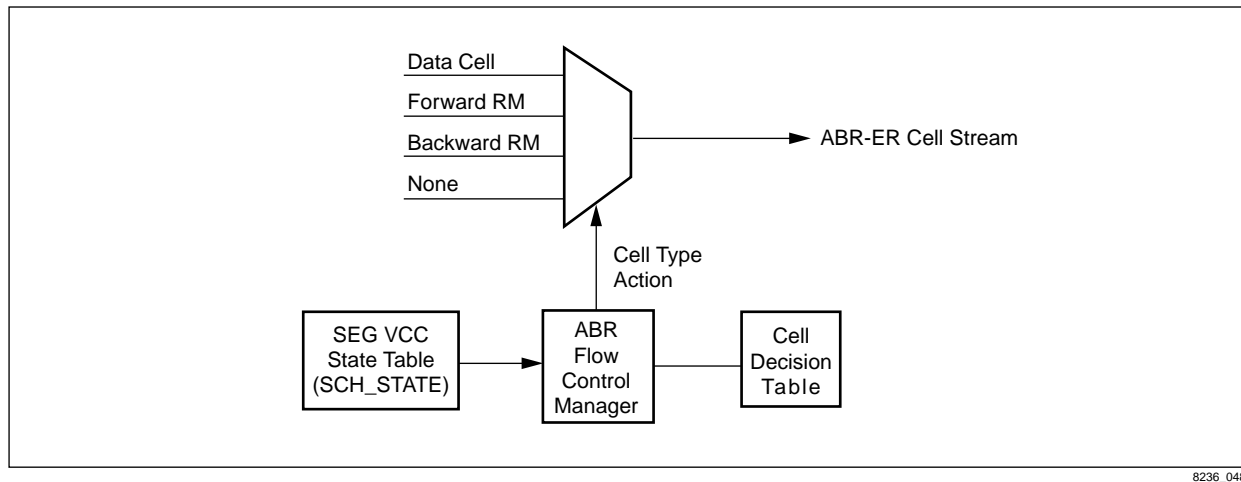 Data Cell
Forward RM
Backward RM
None
ABR-ER Cell Stream
Cell Type
Action
SEG VCC
State Table
(SCH_STATE)
ABR
Flow
Control
Manager
Cell
Decision
Table
8236_048